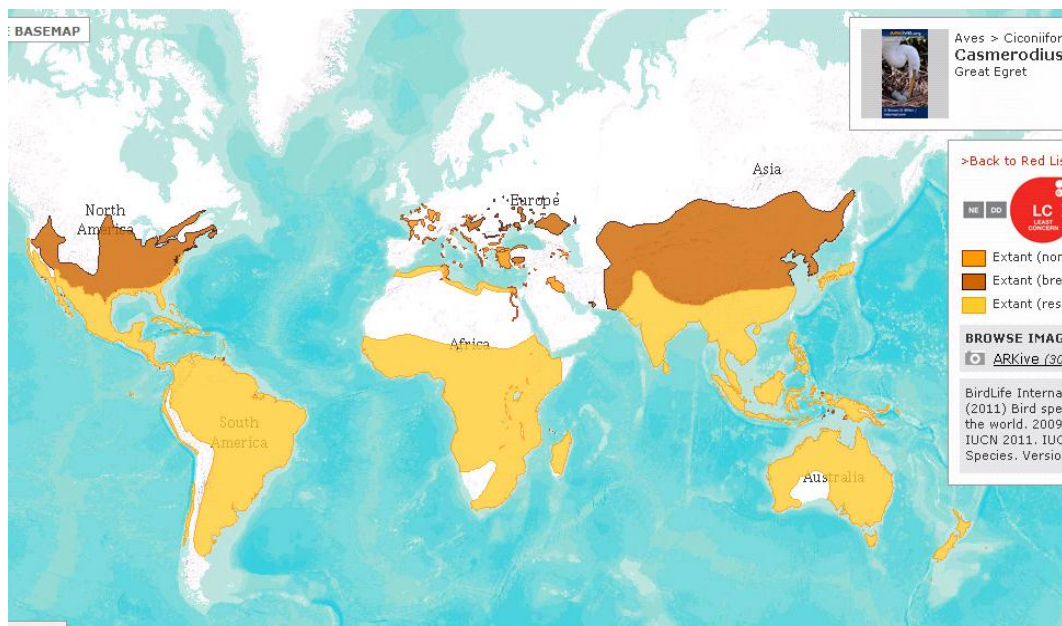 E BASEMAP
Aves > Ciconiifor
Casmerodius
Great Egret
>Back to Red Lis
NE DD LC
LEAST
CONCERN
Extant (nor
Extant (bre
Extant (res
BROWSE IMAG
ARKive (30
BirdLife Interna
(2011) Bird spe
the world. 2009
IUCN 2011. IUC
Species. Versio
North
America
Europe
Asia
Africa
South
America
Australia